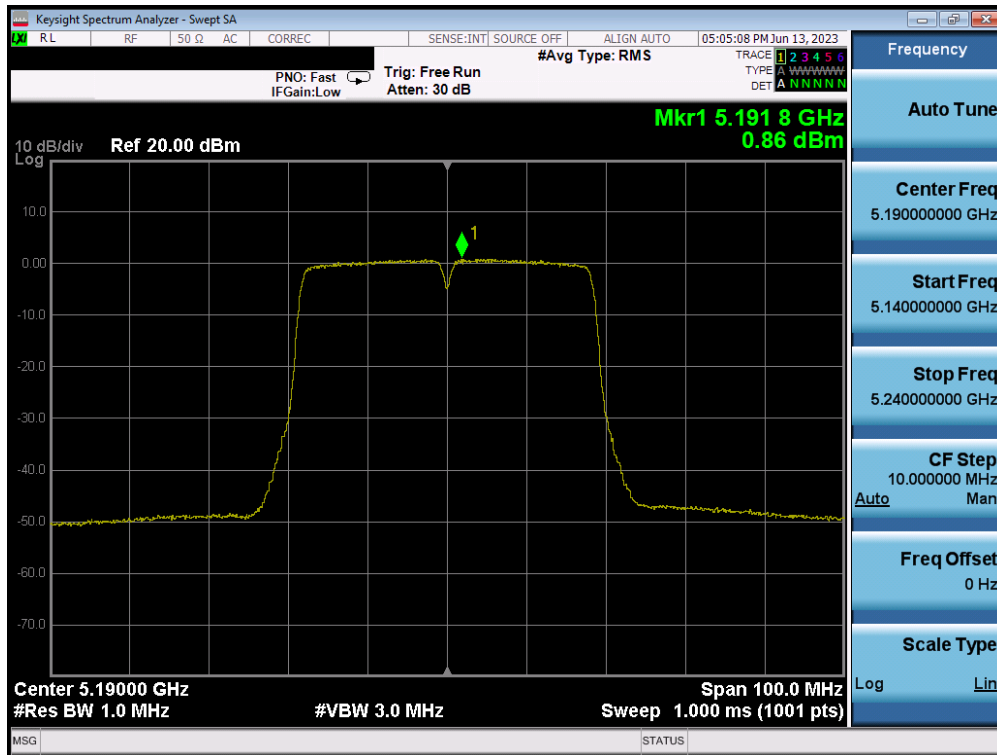 Keysight Spectrum Analyzer - Swept SA
LXI RL RF 50 Ω AC CORREC SENSE:INT SOURCE OFF ALIGN AUTO 05:05:08 PM Jun 13, 2023
#Avg Type: RMS
TRACE 1 2 3 4 5 6
TYPE A WWWWW
DET A N N N N N
PNO: Fast
IFGain:Low
Trig: Free Run
Atten: 30 dB
Mkr1 5.191 8 GHz
0.86 dBm
10 dB/div Ref 20.00 dBm
Log
10.0
1
0.00
-10.0
-20.0
-30.0
-40.0
-50.0
-60.0
-70.0
Center 5.19000 GHz Span 100.0 MHz
#Res BW 1.0 MHz #VBW 3.0 MHz Sweep 1.000 ms (1001 pts)
MSG STATUS
Frequency
Auto Tune
Center Freq
5.190000000 GHz
Start Freq
5.140000000 GHz
Stop Freq
5.240000000 GHz
CF Step
10.000000 MHz
Auto Man
Freq Offset
0 Hz
Scale Type
Log Lin